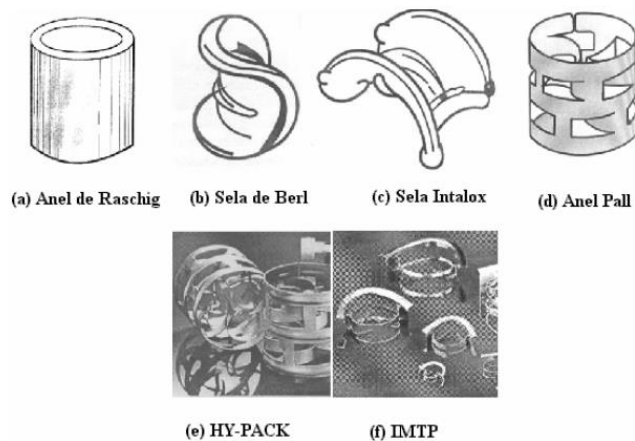 (a) Anel de Raschig
(b) Sela de Berl
(c) Sela Intalox
(d) Anel Pall
(e) HY-PACK
(f) IMTP